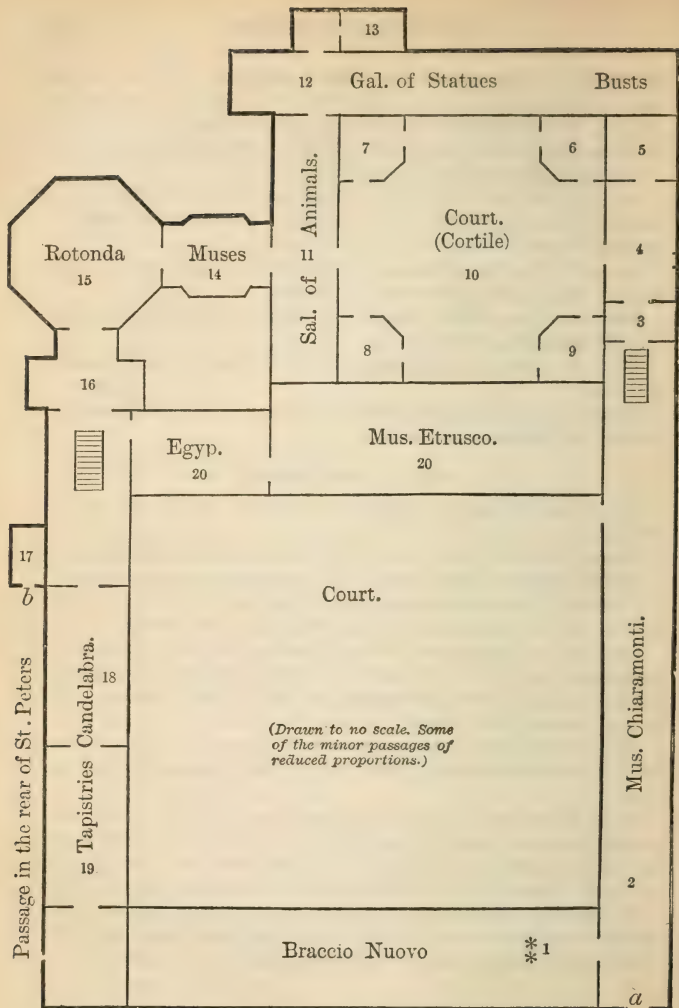 13
12
Gal. of Statues
Busts
7
6
5
Sal. of Animals.
11
Court.
(Cortile)
10
4
Rotonda
15
Muses
14
3
8
9
16
Egyp.
20
Mus. Etrusco.
20
17
b
Court.
Passage in the rear of St. Peters
Candelabra.
18
(Drawn to no scale. Some
of the minor passages of
reduced proportions.)
Mus. Chiaramonti.
Tapistries
19
2
Braccio Nuovo
** 1
a